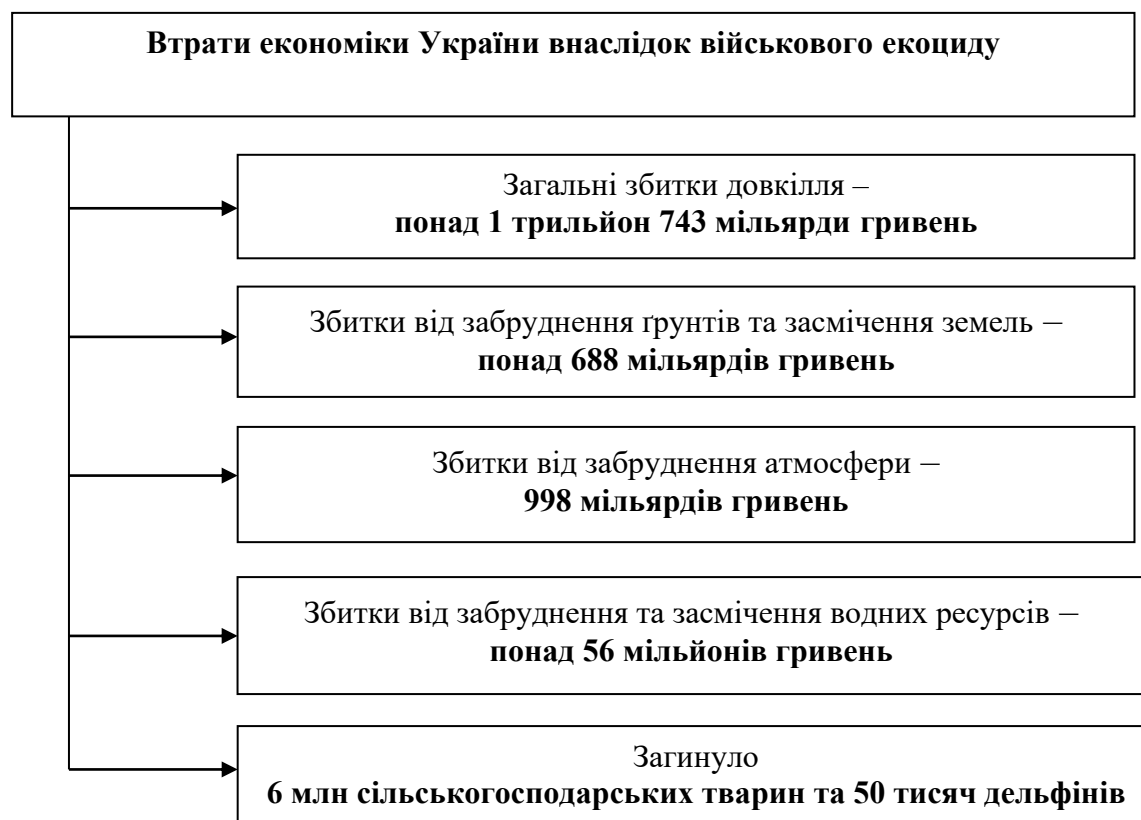 Втрати економіки України внаслідок військового екоциду
Загальні збитки довкілля –
понад 1 трильйон 743 мільярди гривень
Збитки від забруднення ґрунтів та засмічення земель –
понад 688 мільярдів гривень
Збитки від забруднення атмосфери –
998 мільярдів гривень
Збитки від забруднення та засмічення водних ресурсів –
понад 56 мільйонів гривень
Загинуло
6 млн сільськогосподарських тварин та 50 тисяч дельфінів